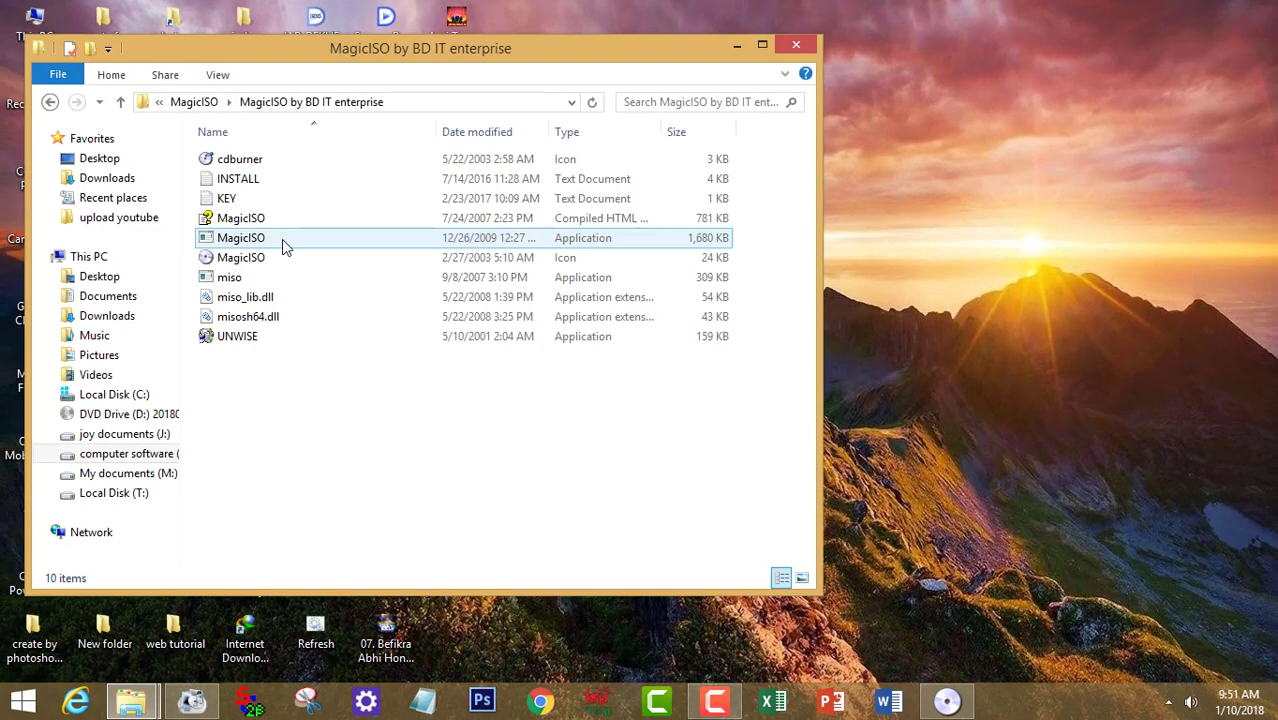 MagicISO by BD IT enterprise
File Home Share View
« MagicISO MagicISO by BD IT enterprise Search MagicISO by BD IT ent...
Name Date modified Type Size
cdburner 5/22/2003 2:58 AM Icon 3 KB
INSTALL 7/14/2016 11:28 AM Text Document 4 KB
KEY 2/23/2017 10:09 AM Text Document 1 KB
MagicISO 7/24/2007 2:23 PM Compiled HTML ... 781 KB
MagicISO 12/26/2009 12:27 ... Application 1,680 KB
MagicISO 2/27/2003 5:10 AM Icon 24 KB
miso 9/8/2007 3:10 PM Application 309 KB
miso_lib.dll 5/22/2008 1:39 PM Application extens... 54 KB
misosh64.dll 5/22/2008 3:25 PM Application extens... 43 KB
UNWISE 5/10/2001 2:04 AM Application 159 KB
Favorites
Desktop
Downloads
Recent places
upload youtube
This PC
Desktop
Documents
Downloads
Music
Pictures
Videos
Local Disk (C:)
DVD Drive (D:) 20180
joy documents (J:)
computer software (
My documents (M:)
Local Disk (T:)
Network
10 items
create by photosho...
New folder
web tutorial
Internet Downlo...
Refresh
07. Befikra Abhi Hon...
Ps
9:51 AM
1/10/2018